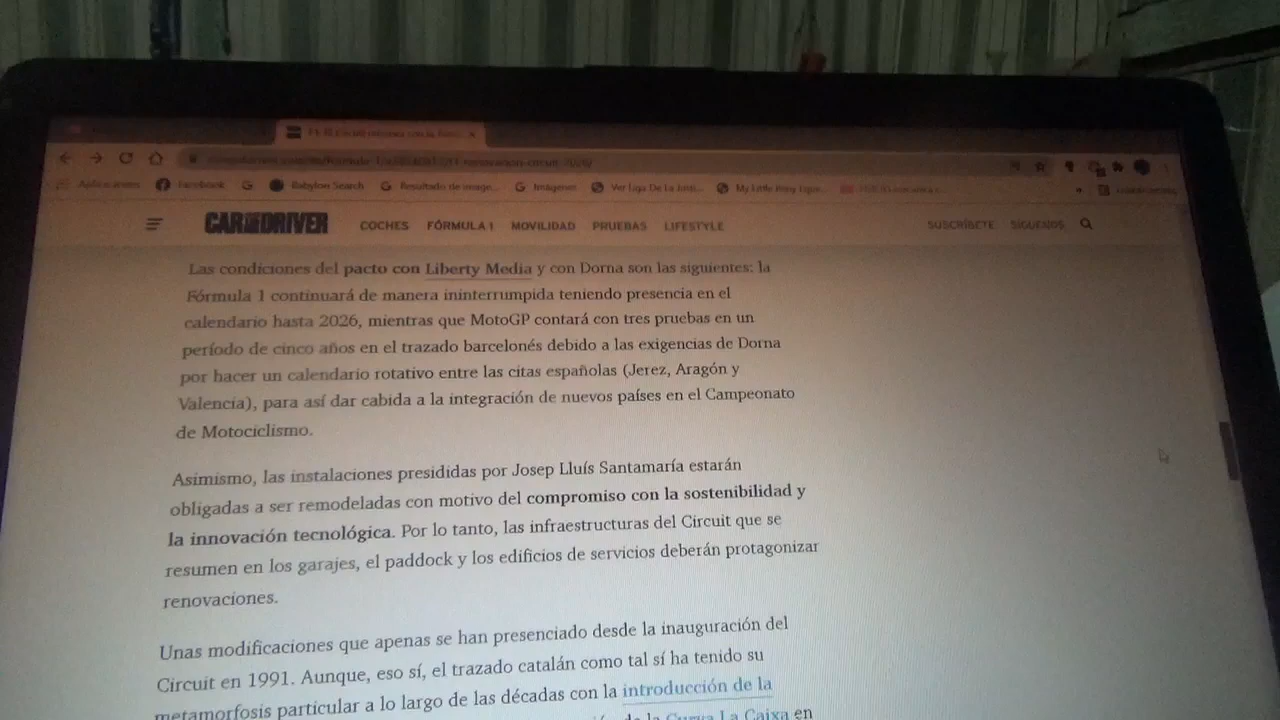 Facebook
Babylon Search
Resultado de image...
Imágenes
Ver Liga De La Justi...
My Little Pony Eque...
CAR AND DRIVER
COCHES FÓRMULA 1 MOVILIDAD PRUEBAS LIFESTYLE
SUSCRÍBETE SÍGUENOS
Las condiciones del pacto con Liberty Media y con Dorna son las siguientes: la
Fórmula 1 continuará de manera ininterrumpida teniendo presencia en el
calendario hasta 2026, mientras que MotoGP contará con tres pruebas en un
período de cinco años en el trazado barcelonés debido a las exigencias de Dorna
por hacer un calendario rotativo entre las citas españolas (Jerez, Aragón y
Valencia), para así dar cabida a la integración de nuevos países en el Campeonato
de Motociclismo.
Asimismo, las instalaciones presididas por Josep Lluís Santamaría estarán
obligadas a ser remodeladas con motivo del compromiso con la sostenibilidad y
la innovación tecnológica. Por lo tanto, las infraestructuras del Circuit que se
resumen en los garajes, el paddock y los edificios de servicios deberán protagonizar
renovaciones.
Unas modificaciones que apenas se han presenciado desde la inauguración del
Circuit en 1991. Aunque, eso sí, el trazado catalán como tal sí ha tenido su
metamorfosis particular a lo largo de las décadas con la introducción de la
de la Curva La Caixa en